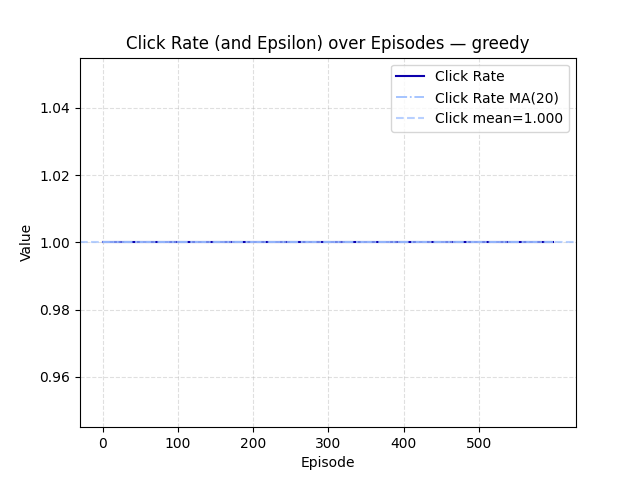 Click Rate (and Epsilon) over Episodes — greedy
Click Rate
Click Rate MA(20)
Click mean=1.000
1.04
1.02
1.00
0.98
0.96
Value
0 100 200 300 400 500
Episode